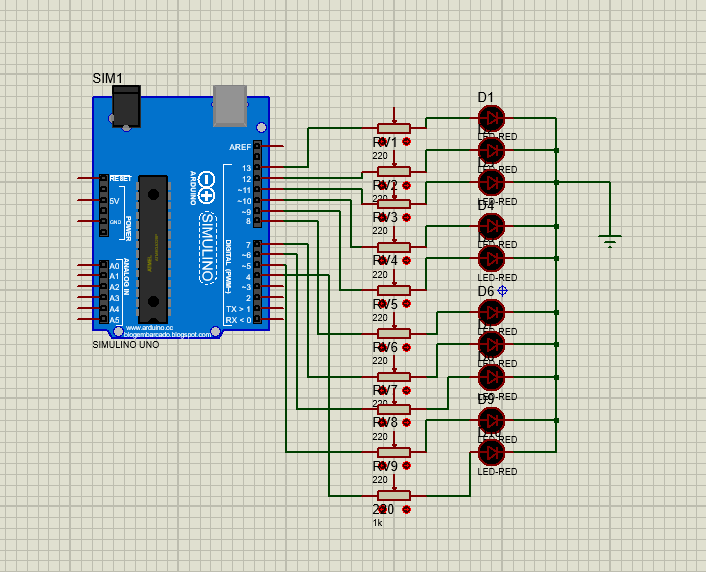 SIM1
AREF
13
12
~11
~10
~9
8
7
~6
~5
4
~3
2
TX > 1
RX < 0
RESET
5V
GND
POWER
A0
A1
A2
A3
A4
A5
ANALOG IN
ARDUINO
SIMULINO
DIGITAL (PWM~)
www.arduino.cc
blogembarcado.blogspot.com
SIMULINO UNO
RV1
220
RV2
220
RV3
220
RV4
220
RV5
220
RV6
220
RV7
220
RV8
220
RV9
220
220
1k
D1
LED-RED
LED-RED
LED-RED
D4
LED-RED
LED-RED
D6
LED-RED
LED-RED
LED-RED
D9
LED-RED
LED-RED